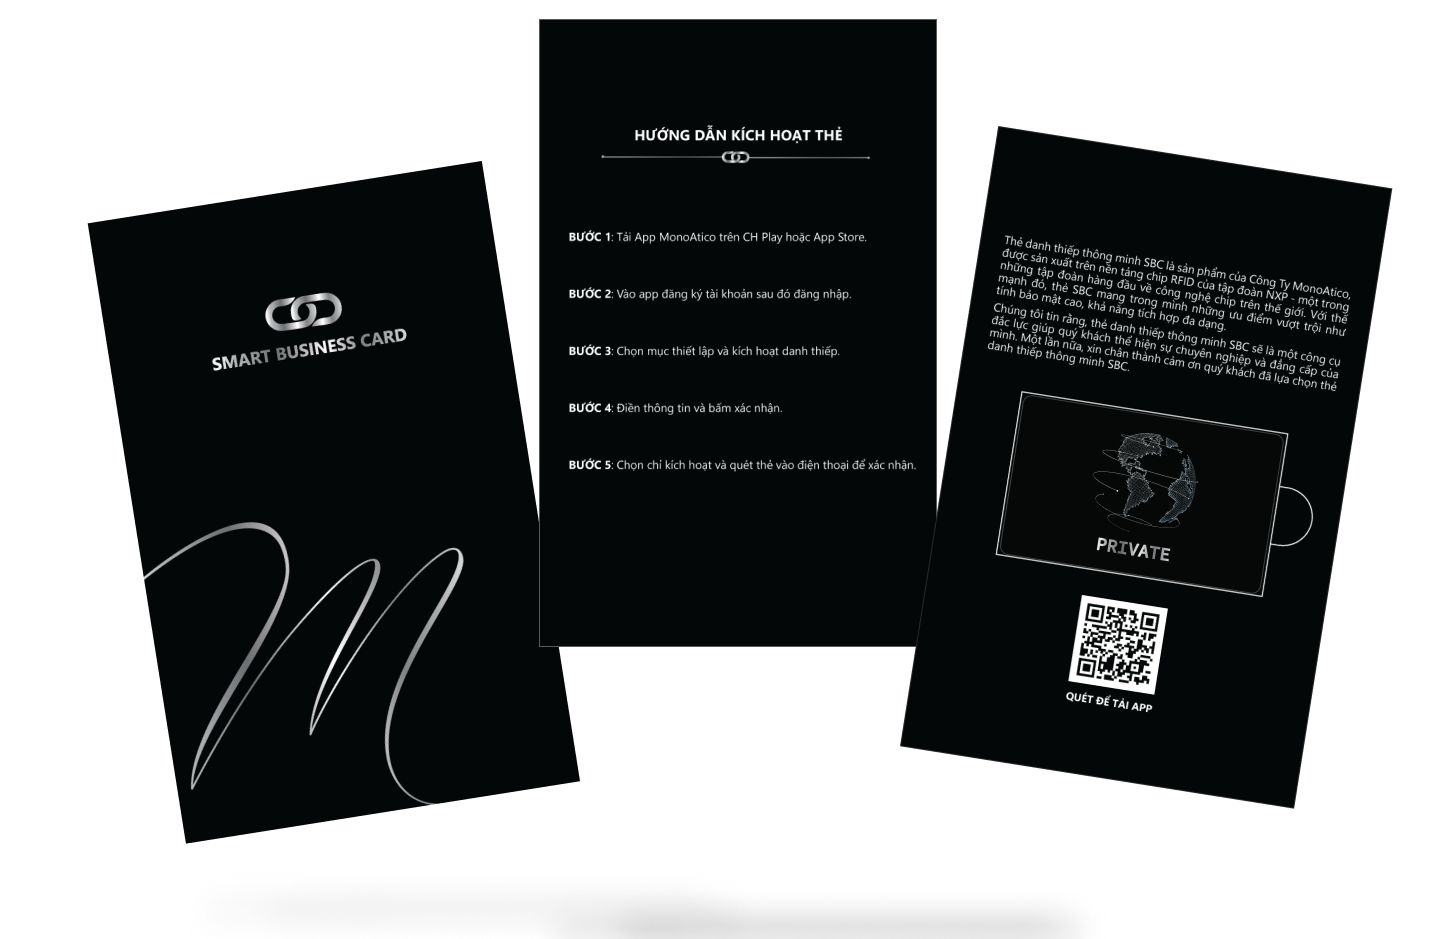 SMART BUSINESS CARD
HƯỚNG DẪN KÍCH HOẠT THẺ
BƯỚC 1: Tải App MonoAtico trên CH Play hoặc App Store.
BƯỚC 2: Vào app đăng ký tài khoản sau đó đăng nhập.
BƯỚC 3: Chọn mục thiết lập và kích hoạt danh thiếp.
BƯỚC 4: Điền thông tin và bấm xác nhận.
BƯỚC 5: Chọn chỉ kích hoạt và quét thẻ vào điện thoại để xác nhận.
Thẻ danh thiếp thông minh SBC là sản phẩm của Công Ty MonoAtico,
được sản xuất trên nền tảng chip RFID của tập đoàn NXP - một trong
những tập đoàn hàng đầu về công nghệ chip trên thế giới. Với thế
mạnh đó, thẻ SBC mang trong mình những ưu điểm vượt trội như
tính bảo mật cao, khả năng tích hợp đa dạng.
Chúng tôi tin rằng, thẻ danh thiếp thông minh SBC sẽ là một công cụ
đắc lực giúp quý khách thể hiện sự chuyên nghiệp và đẳng cấp của
mình. Một lần nữa, xin chân thành cảm ơn quý khách đã lựa chọn thẻ
danh thiếp thông minh SBC.
PRIVATE
QUÉT ĐỂ TẢI APP